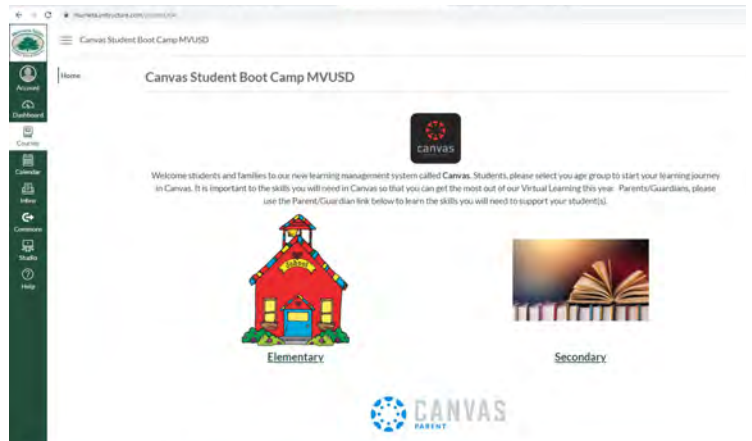 Canvas Student Boot Camp MVUSD
Home
Canvas Student Boot Camp MVUSD
Account
Dashboard
Courses
Calendar
Inbox
Commons
Studio
Help
canvas
Welcome students and families to our new learning management system called Canvas. Students, please select you age group to start your learning journey
in Canvas. It is important to the skills you will need in Canvas so that you can get the most out of our Virtual Learning this year. Parents/Guardians, please
use the Parent/Guardian link below to learn the skills you will need to support your student(s).
School
Elementary
Secondary
CANVAS
PARENT